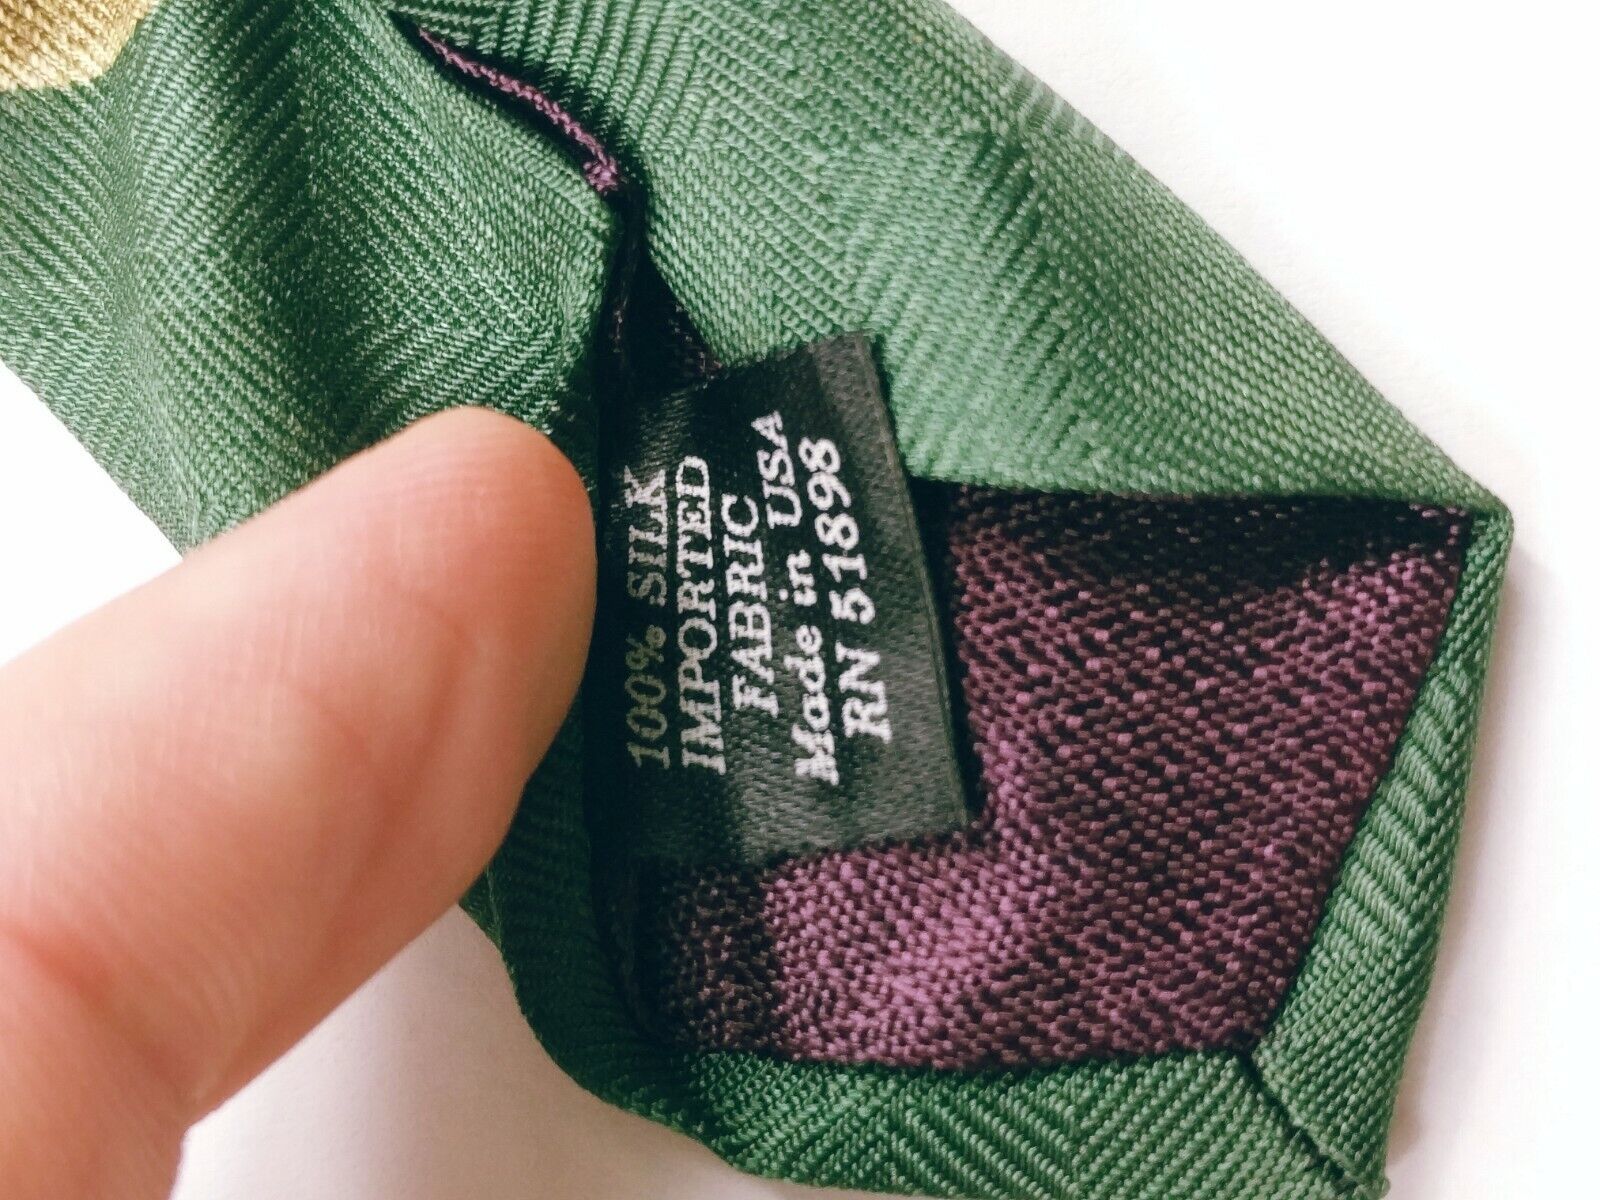 100% SILK
IMPORTED
FABRIC
Made in USA
RN 51898